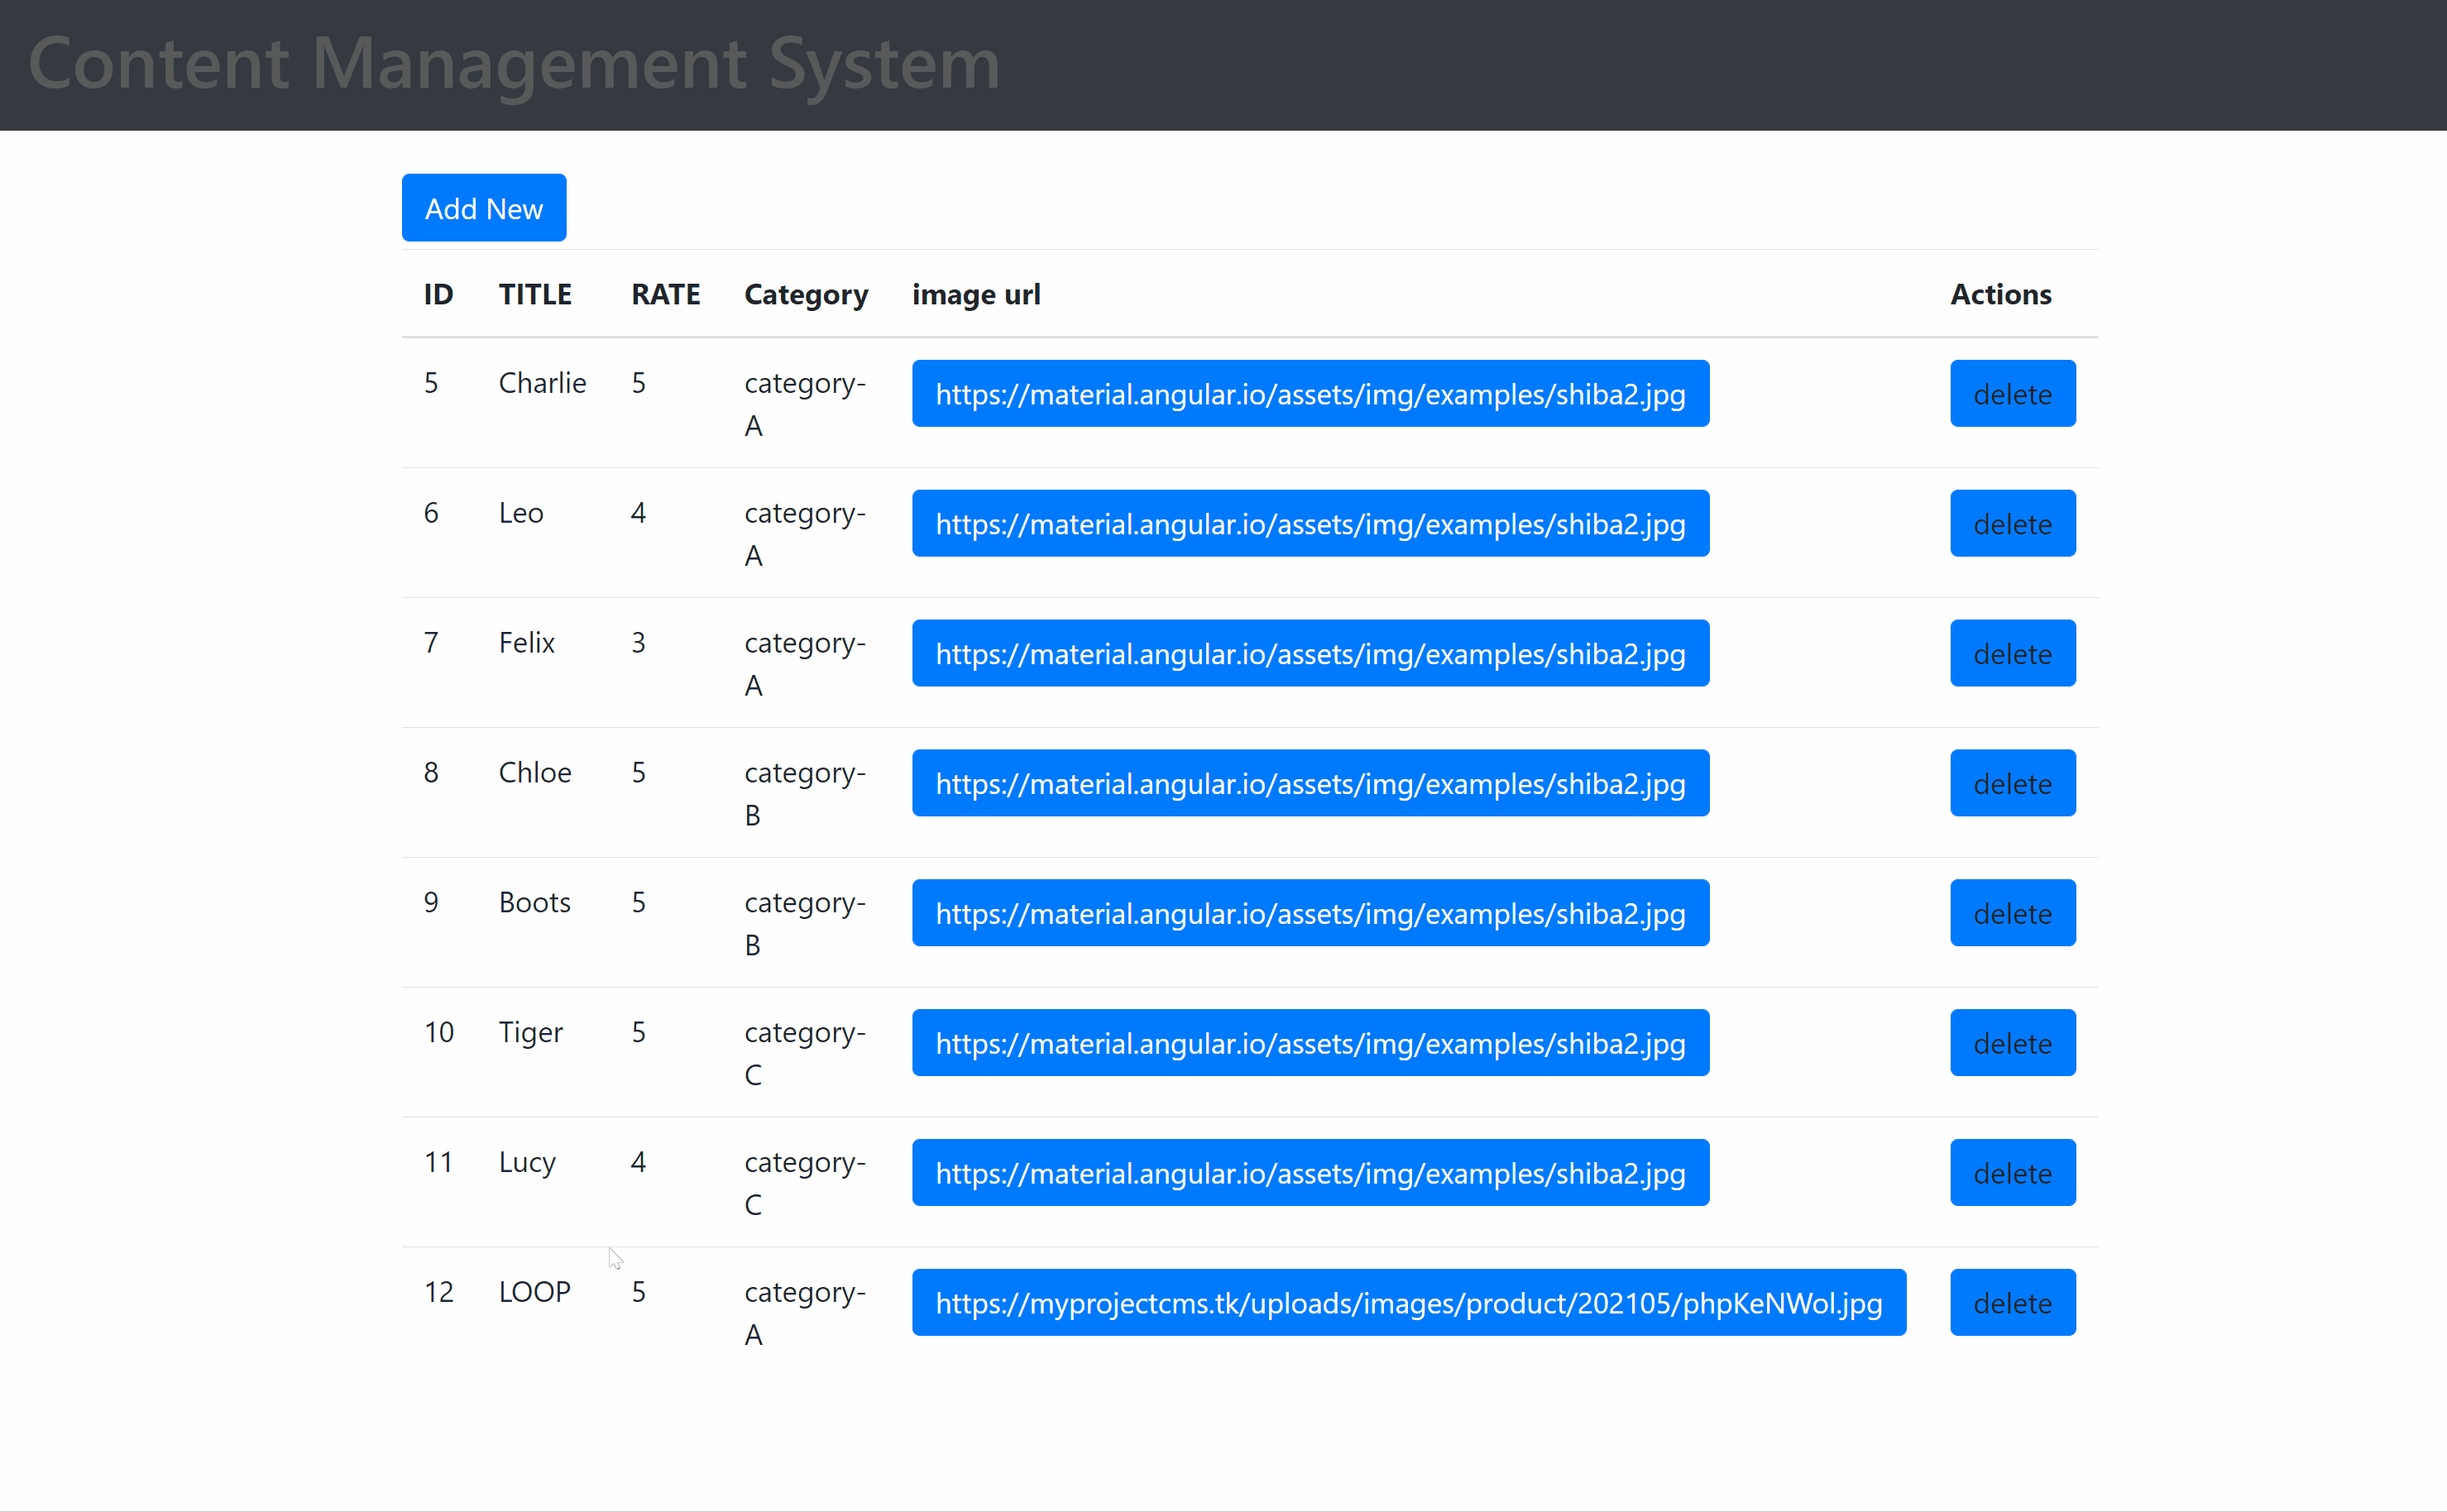 Content Management System
Add New
ID TITLE RATE Category image url Actions
5 Charlie 5 category- https://material.angular.io/assets/img/examples/shiba2.jpg delete
A
6 Leo 4 category- https://material.angular.io/assets/img/examples/shiba2.jpg delete
A
7 Felix 3 category- https://material.angular.io/assets/img/examples/shiba2.jpg delete
A
8 Chloe 5 category- https://material.angular.io/assets/img/examples/shiba2.jpg delete
B
9 Boots 5 category- https://material.angular.io/assets/img/examples/shiba2.jpg delete
B
10 Tiger 5 category- https://material.angular.io/assets/img/examples/shiba2.jpg delete
C
11 Lucy 4 category- https://material.angular.io/assets/img/examples/shiba2.jpg delete
C
12 LOOP 5 category- https://myprojectcms.tk/uploads/images/product/202105/phpKeNWol.jpg delete
A